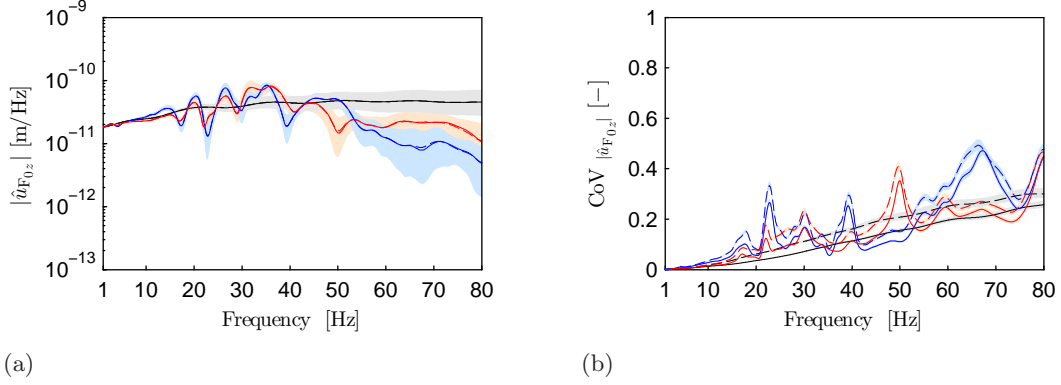 10⁻⁹
10⁻¹⁰
10⁻¹¹
10⁻¹²
10⁻¹³
|û_F₀z| [m/Hz]
1 10 20 30 40 50 60 70 80
Frequency [Hz]
(a)
1
0.8
0.6
0.4
0.2
0
CoV |û_F₀z| [−]
1 10 20 30 40 50 60 70 80
Frequency [Hz]
(b)